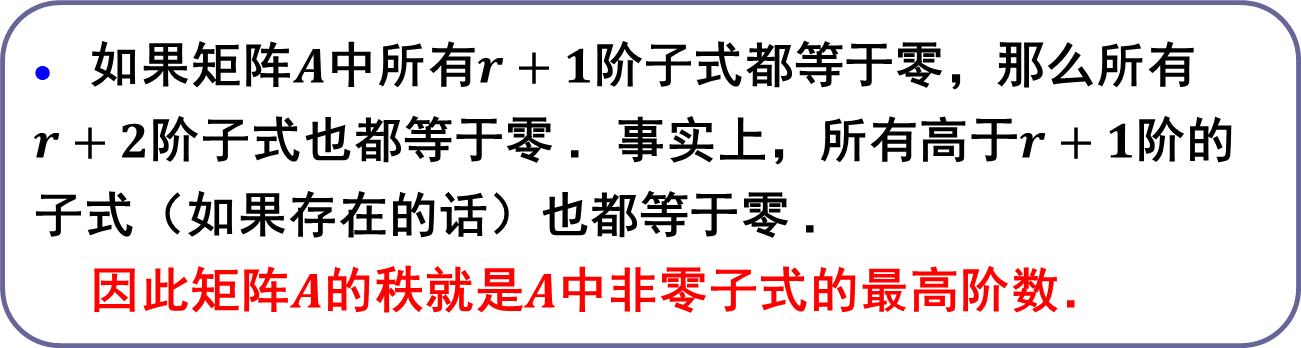 • 如果矩阵A中所有r + 1阶子式都等于零，那么所有
r + 2阶子式也都等于零．事实上，所有高于r + 1阶的
子式（如果存在的话）也都等于零．
因此矩阵A的秩就是A中非零子式的最高阶数．